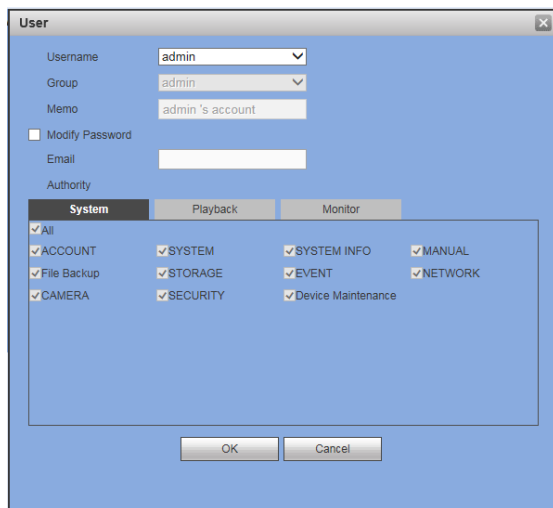 User
Username admin
Group admin
Memo admin 's account
Modify Password
Email
Authority
System Playback Monitor
All
ACCOUNT SYSTEM SYSTEM INFO MANUAL
File Backup STORAGE EVENT NETWORK
CAMERA SECURITY Device Maintenance
OK Cancel